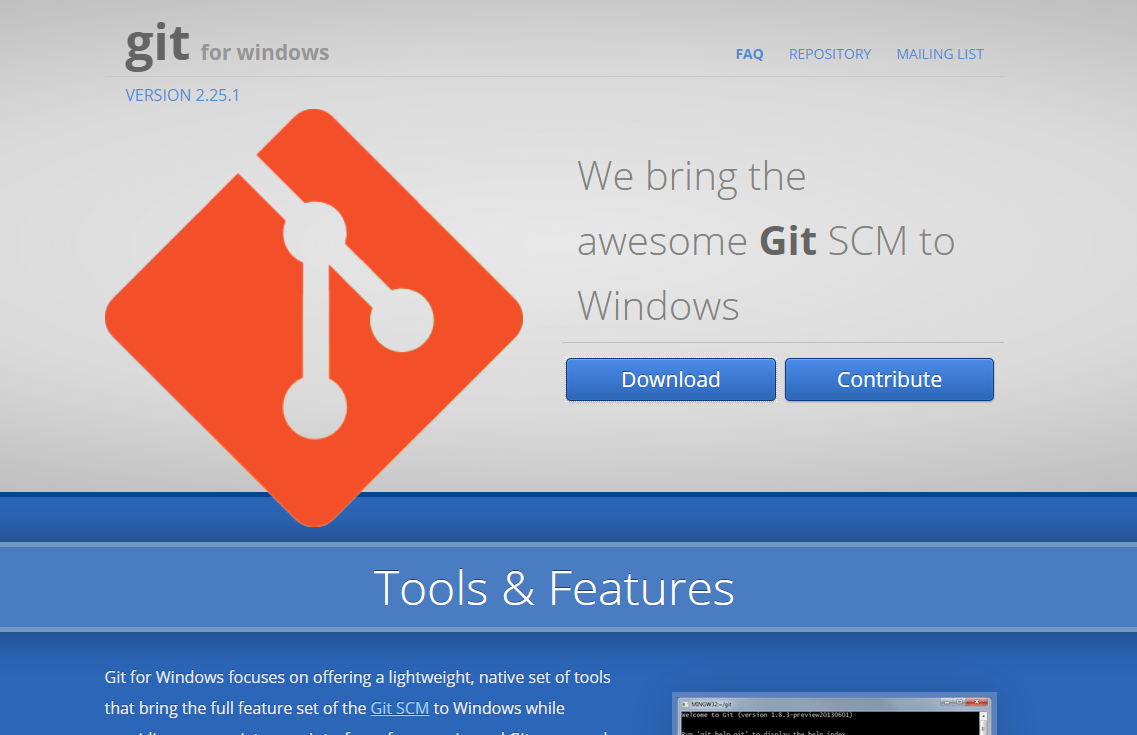 git for windows
FAQ REPOSITORY MAILING LIST
VERSION 2.25.1
We bring the
awesome Git SCM to
Windows
Download Contribute
Tools & Features
Git for Windows focuses on offering a lightweight, native set of tools
that bring the full feature set of the Git SCM to Windows while
MINGW32:~/git
Welcome to Git (version 1.8.3-preview20130601)
Run 'git help git' to display the help index.